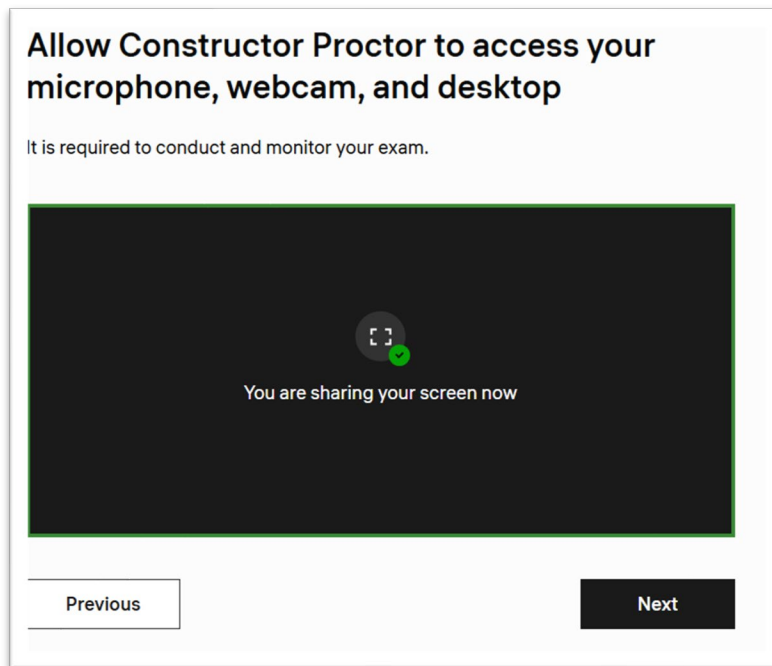 Allow Constructor Proctor to access your
microphone, webcam, and desktop
It is required to conduct and monitor your exam.
You are sharing your screen now
Previous
Next